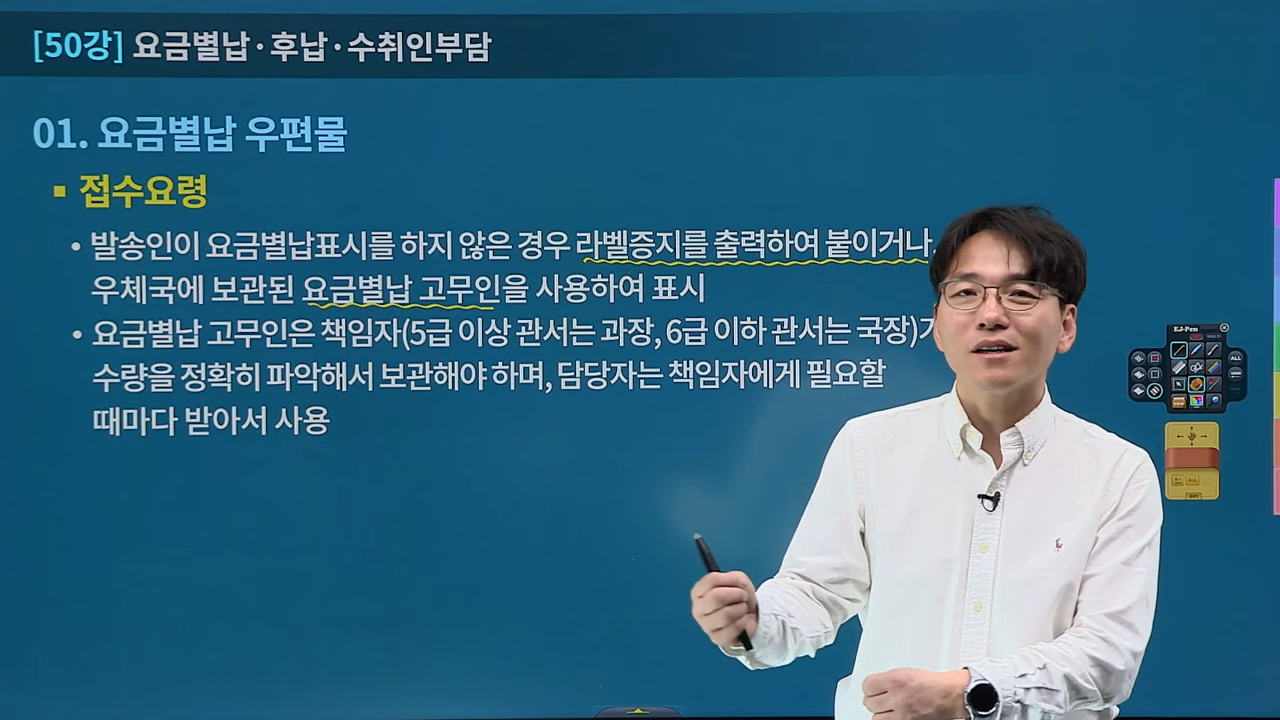 [50강] 요금별납·후납·수취인부담
01. 요금별납 우편물
▪ 접수요령
• 발송인이 요금별납표시를 하지 않은 경우 라벨증지를 출력하여 붙이거나,
우체국에 보관된 요금별납 고무인을 사용하여 표시
• 요금별납 고무인은 책임자(5급 이상 관서는 과장, 6급 이하 관서는 국장)가
수량을 정확히 파악해서 보관해야 하며, 담당자는 책임자에게 필요할
때마다 받아서 사용
EJ-Pen
ALL
ALL
EXIT